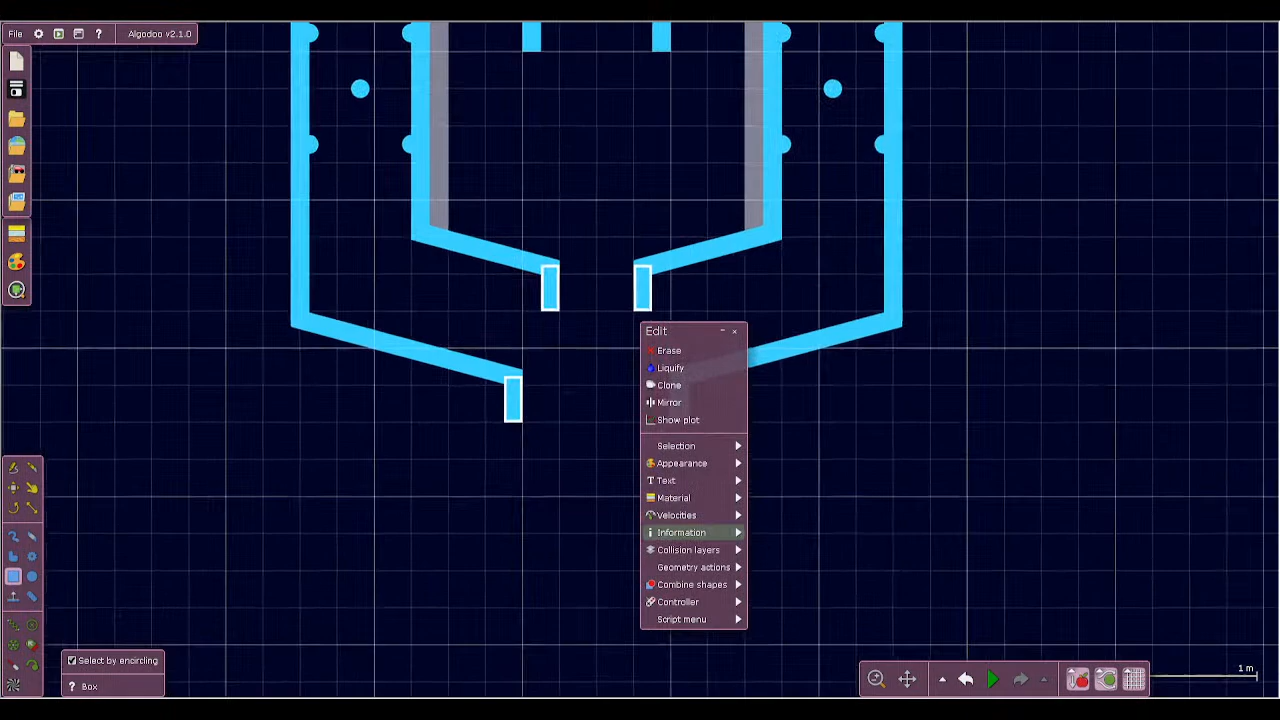 File
?
Algodoo v2.1.0
Edit
Erase
Liquify
Clone
Mirror
Show plot
Selection
Appearance
T Text
Material
Velocities
i Information
Collision layers
Geometry actions
Combine shapes
Controller
Script menu
Select by encircling
? Box
1 m